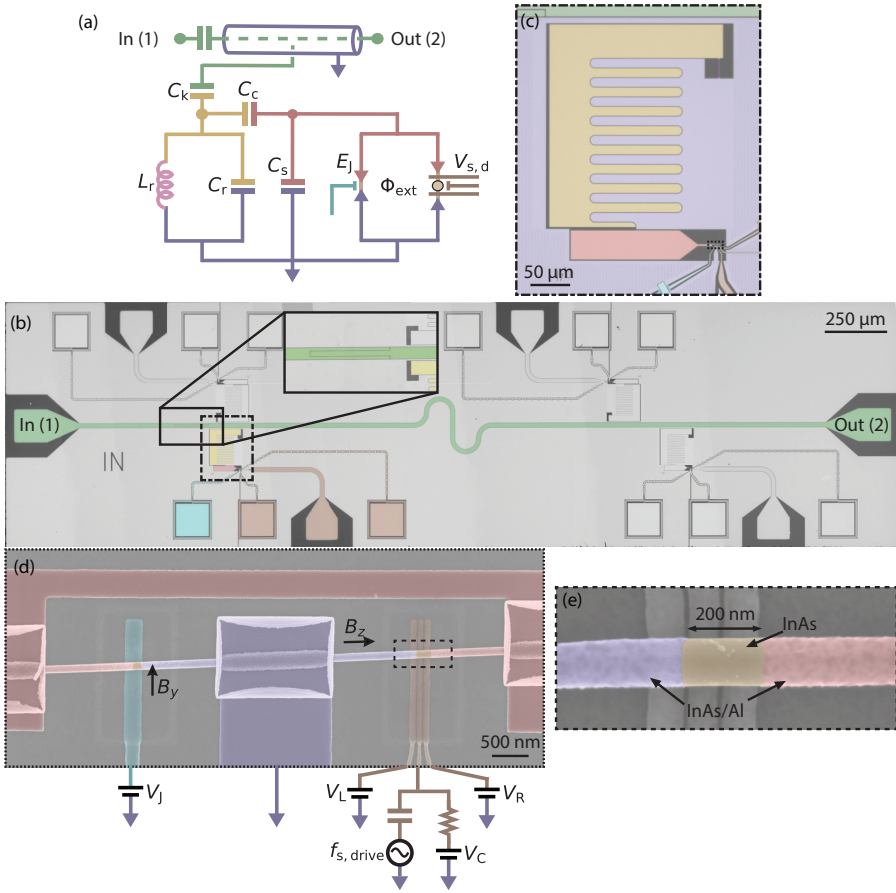 (a)
In (1)
Out (2)
C_k
C_c
L_r
C_r
C_s
E_J
Φ_ext
V_s, d
(c)
50 μm
(b)
250 μm
In (1)
Out (2)
IN
(d)
B_z
B_y
500 nm
V_J
V_L
V_R
f_s, drive
V_C
(e)
200 nm
InAs
InAs/Al